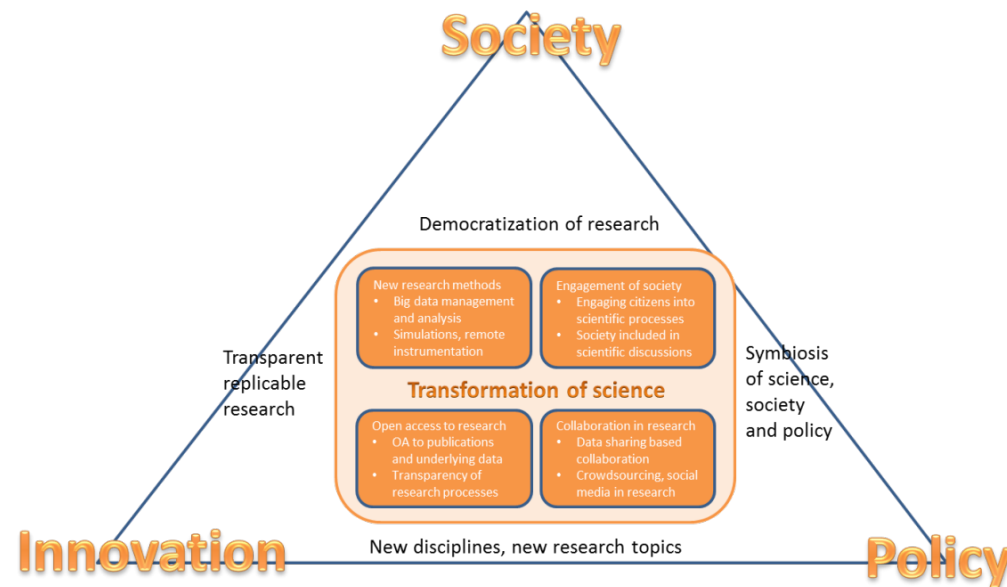 Society
Democratization of research
New research methods
• Big data management
and analysis
• Simulations, remote
instrumentation
Engagement of society
• Engaging citizens into
scientific processes
• Society included in
scientific discussions
Transparent
replicable
research
Transformation of science
Symbiosis
of science,
society
and policy
Open access to research
• OA to publications
and underlying data
• Transparency of
research processes
Collaboration in research
• Data sharing based
collaboration
• Crowdsourcing, social
media in research
Innovation
New disciplines, new research topics
Policy